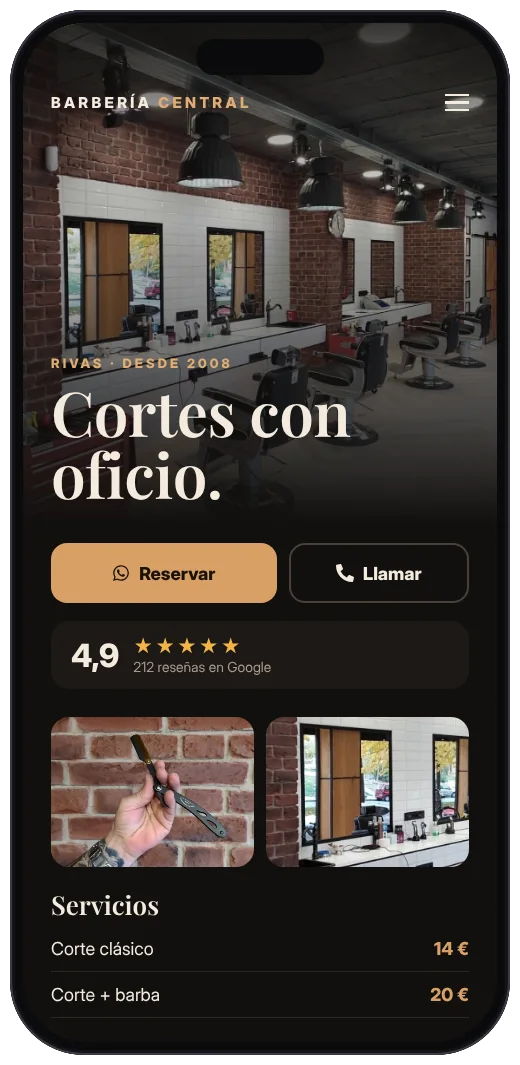 BARBERÍA CENTRAL
RIVAS · DESDE 2008
Cortes con
oficio.
Reservar
Llamar
4,9
★★★★★
212 reseñas en Google
Servicios
Corte clásico 14 €
Corte + barba 20 €